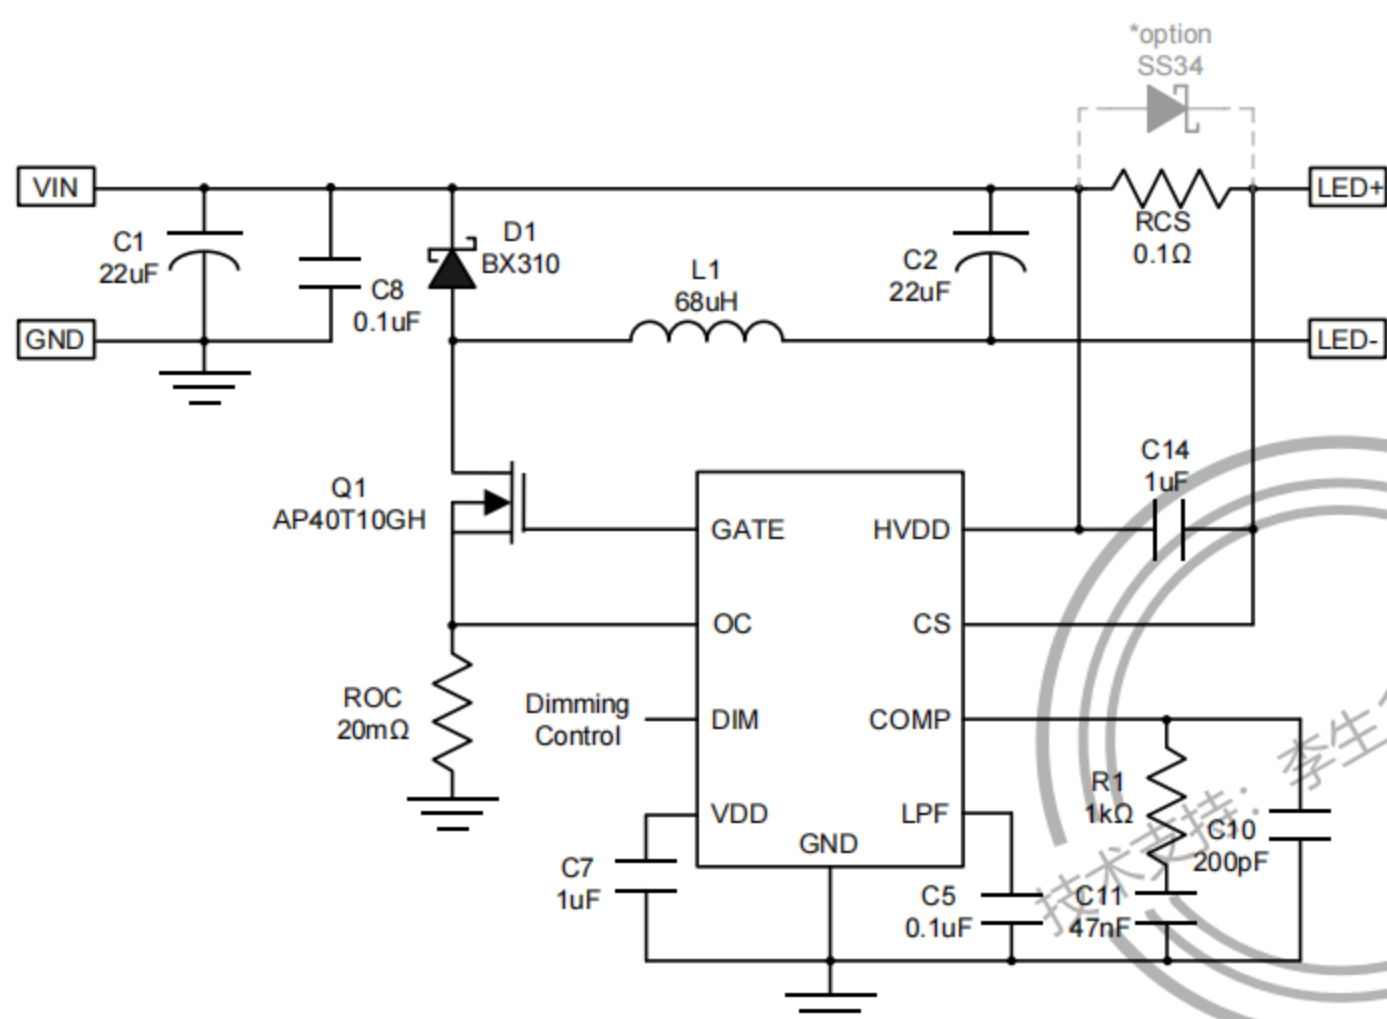 *option
SS34
VIN
LED+
C1
22uF
C8
0.1uF
D1
BX310
L1
68uH
C2
22uF
RCS
0.1Ω
GND
LED-
Q1
AP40T10GH
C14
1uF
GATE
HVDD
OC
CS
ROC
20mΩ
Dimming
Control
DIM
COMP
VDD
LPF
GND
R1
1kΩ
C10
200pF
C7
1uF
C5
0.1uF
C11
47nF
技术支持：李生